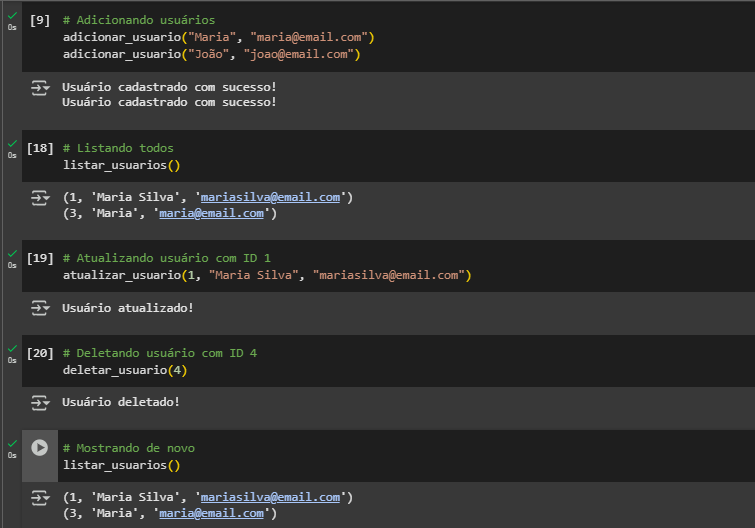 [9] # Adicionando usuários
adicionar_usuario("Maria", "maria@email.com")
adicionar_usuario("João", "joao@email.com")
0s
Usuário cadastrado com sucesso!
Usuário cadastrado com sucesso!
[18] # Listando todos
0s
listar_usuarios()
(1, 'Maria Silva', 'mariasilva@email.com')
(3, 'Maria', 'maria@email.com')
[19] # Atualizando usuário com ID 1
0s
atualizar_usuario(1, "Maria Silva", "mariasilva@email.com")
Usuário atualizado!
[20] # Deletando usuário com ID 4
0s
deletar_usuario(4)
Usuário deletado!
# Mostrando de novo
0s
listar_usuarios()
(1, 'Maria Silva', 'mariasilva@email.com')
(3, 'Maria', 'maria@email.com')